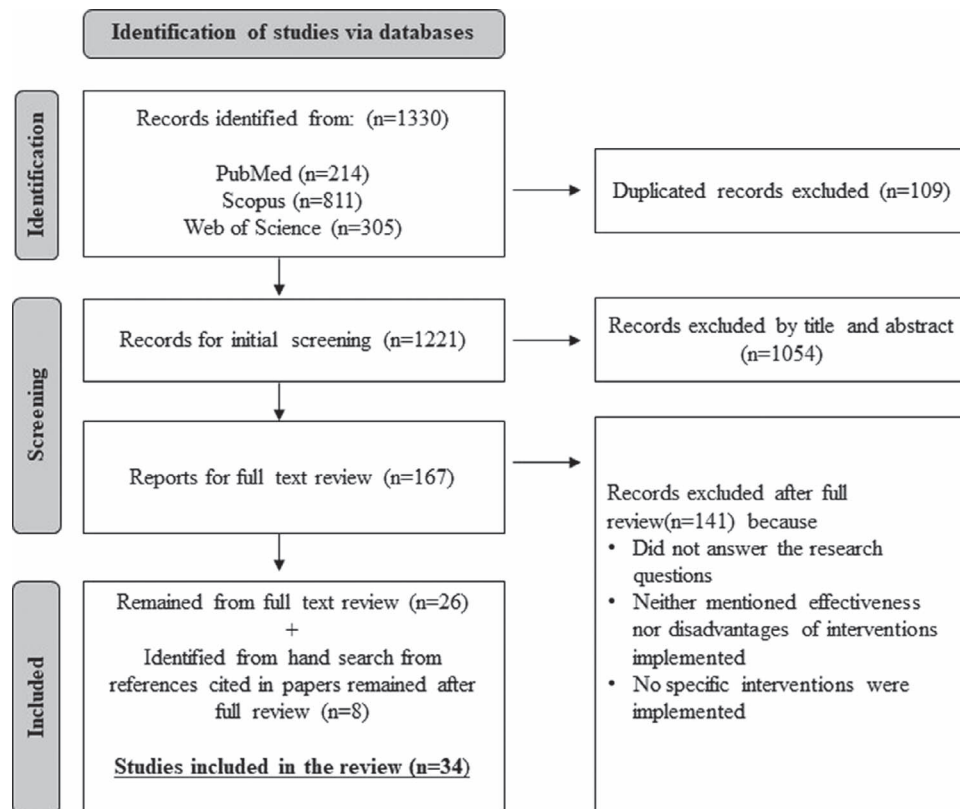 Identification of studies via databases
Identification
Records identified from: (n=1330)
PubMed (n=214)
Scopus (n=811)
Web of Science (n=305)
Duplicated records excluded (n=109)
Screening
Records for initial screening (n=1221)
Records excluded by title and abstract
(n=1054)
Reports for full text review (n=167)
Records excluded after full
review(n=141) because
• Did not answer the research
questions
• Neither mentioned effectiveness
nor disadvantages of interventions
implemented
• No specific interventions were
implemented
Included
Remained from full text review (n=26)
+
Identified from hand search from
references cited in papers remained after
full review (n=8)
Studies included in the review (n=34)